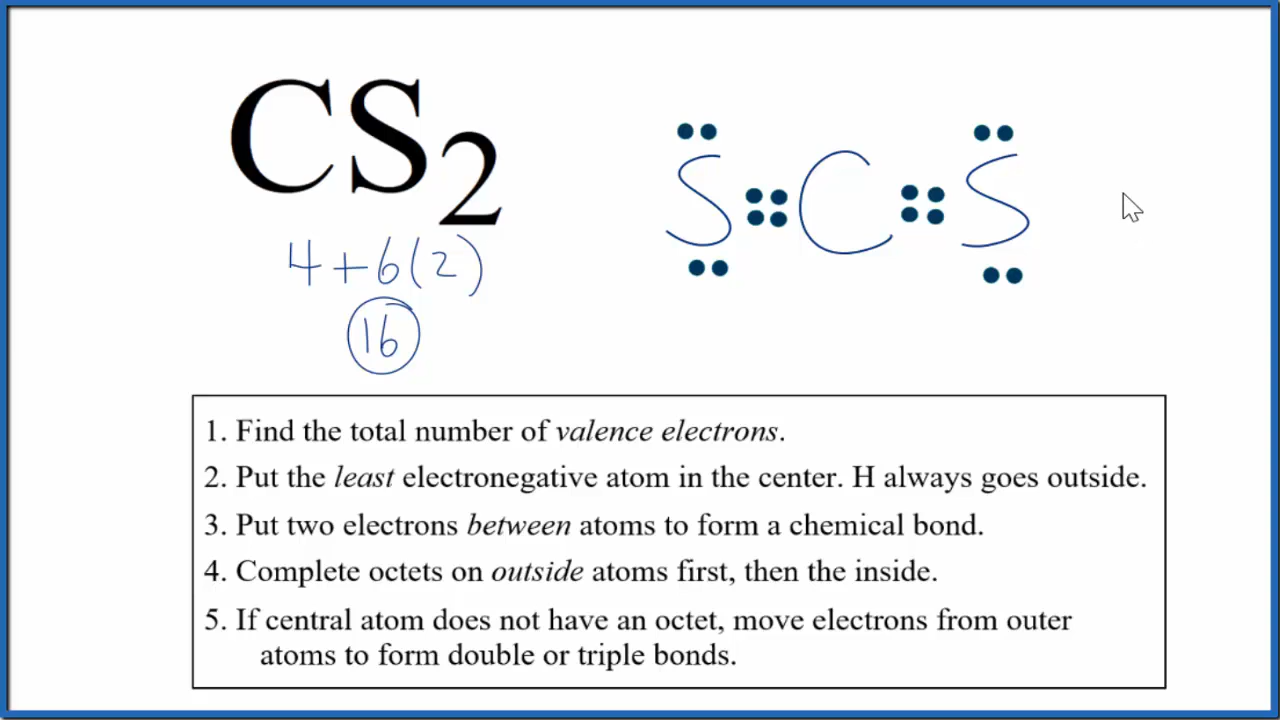 CS₂
4+6(2)
16
S C S
1. Find the total number of valence electrons.
2. Put the least electronegative atom in the center. H always goes outside.
3. Put two electrons between atoms to form a chemical bond.
4. Complete octets on outside atoms first, then the inside.
5. If central atom does not have an octet, move electrons from outer
atoms to form double or triple bonds.